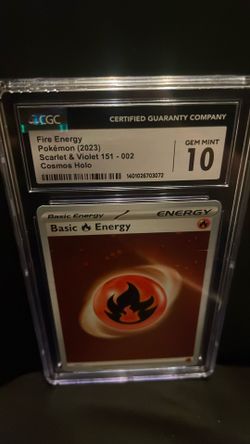 CGC
CERTIFIED GUARANTY COMPANY
Fire Energy
Pokémon (2023)
Scarlet & Violet 151 - 002
Cosmos Holo
GEM MINT
10
1401026703073
Basic Energy
ENERGY
Basic Energy